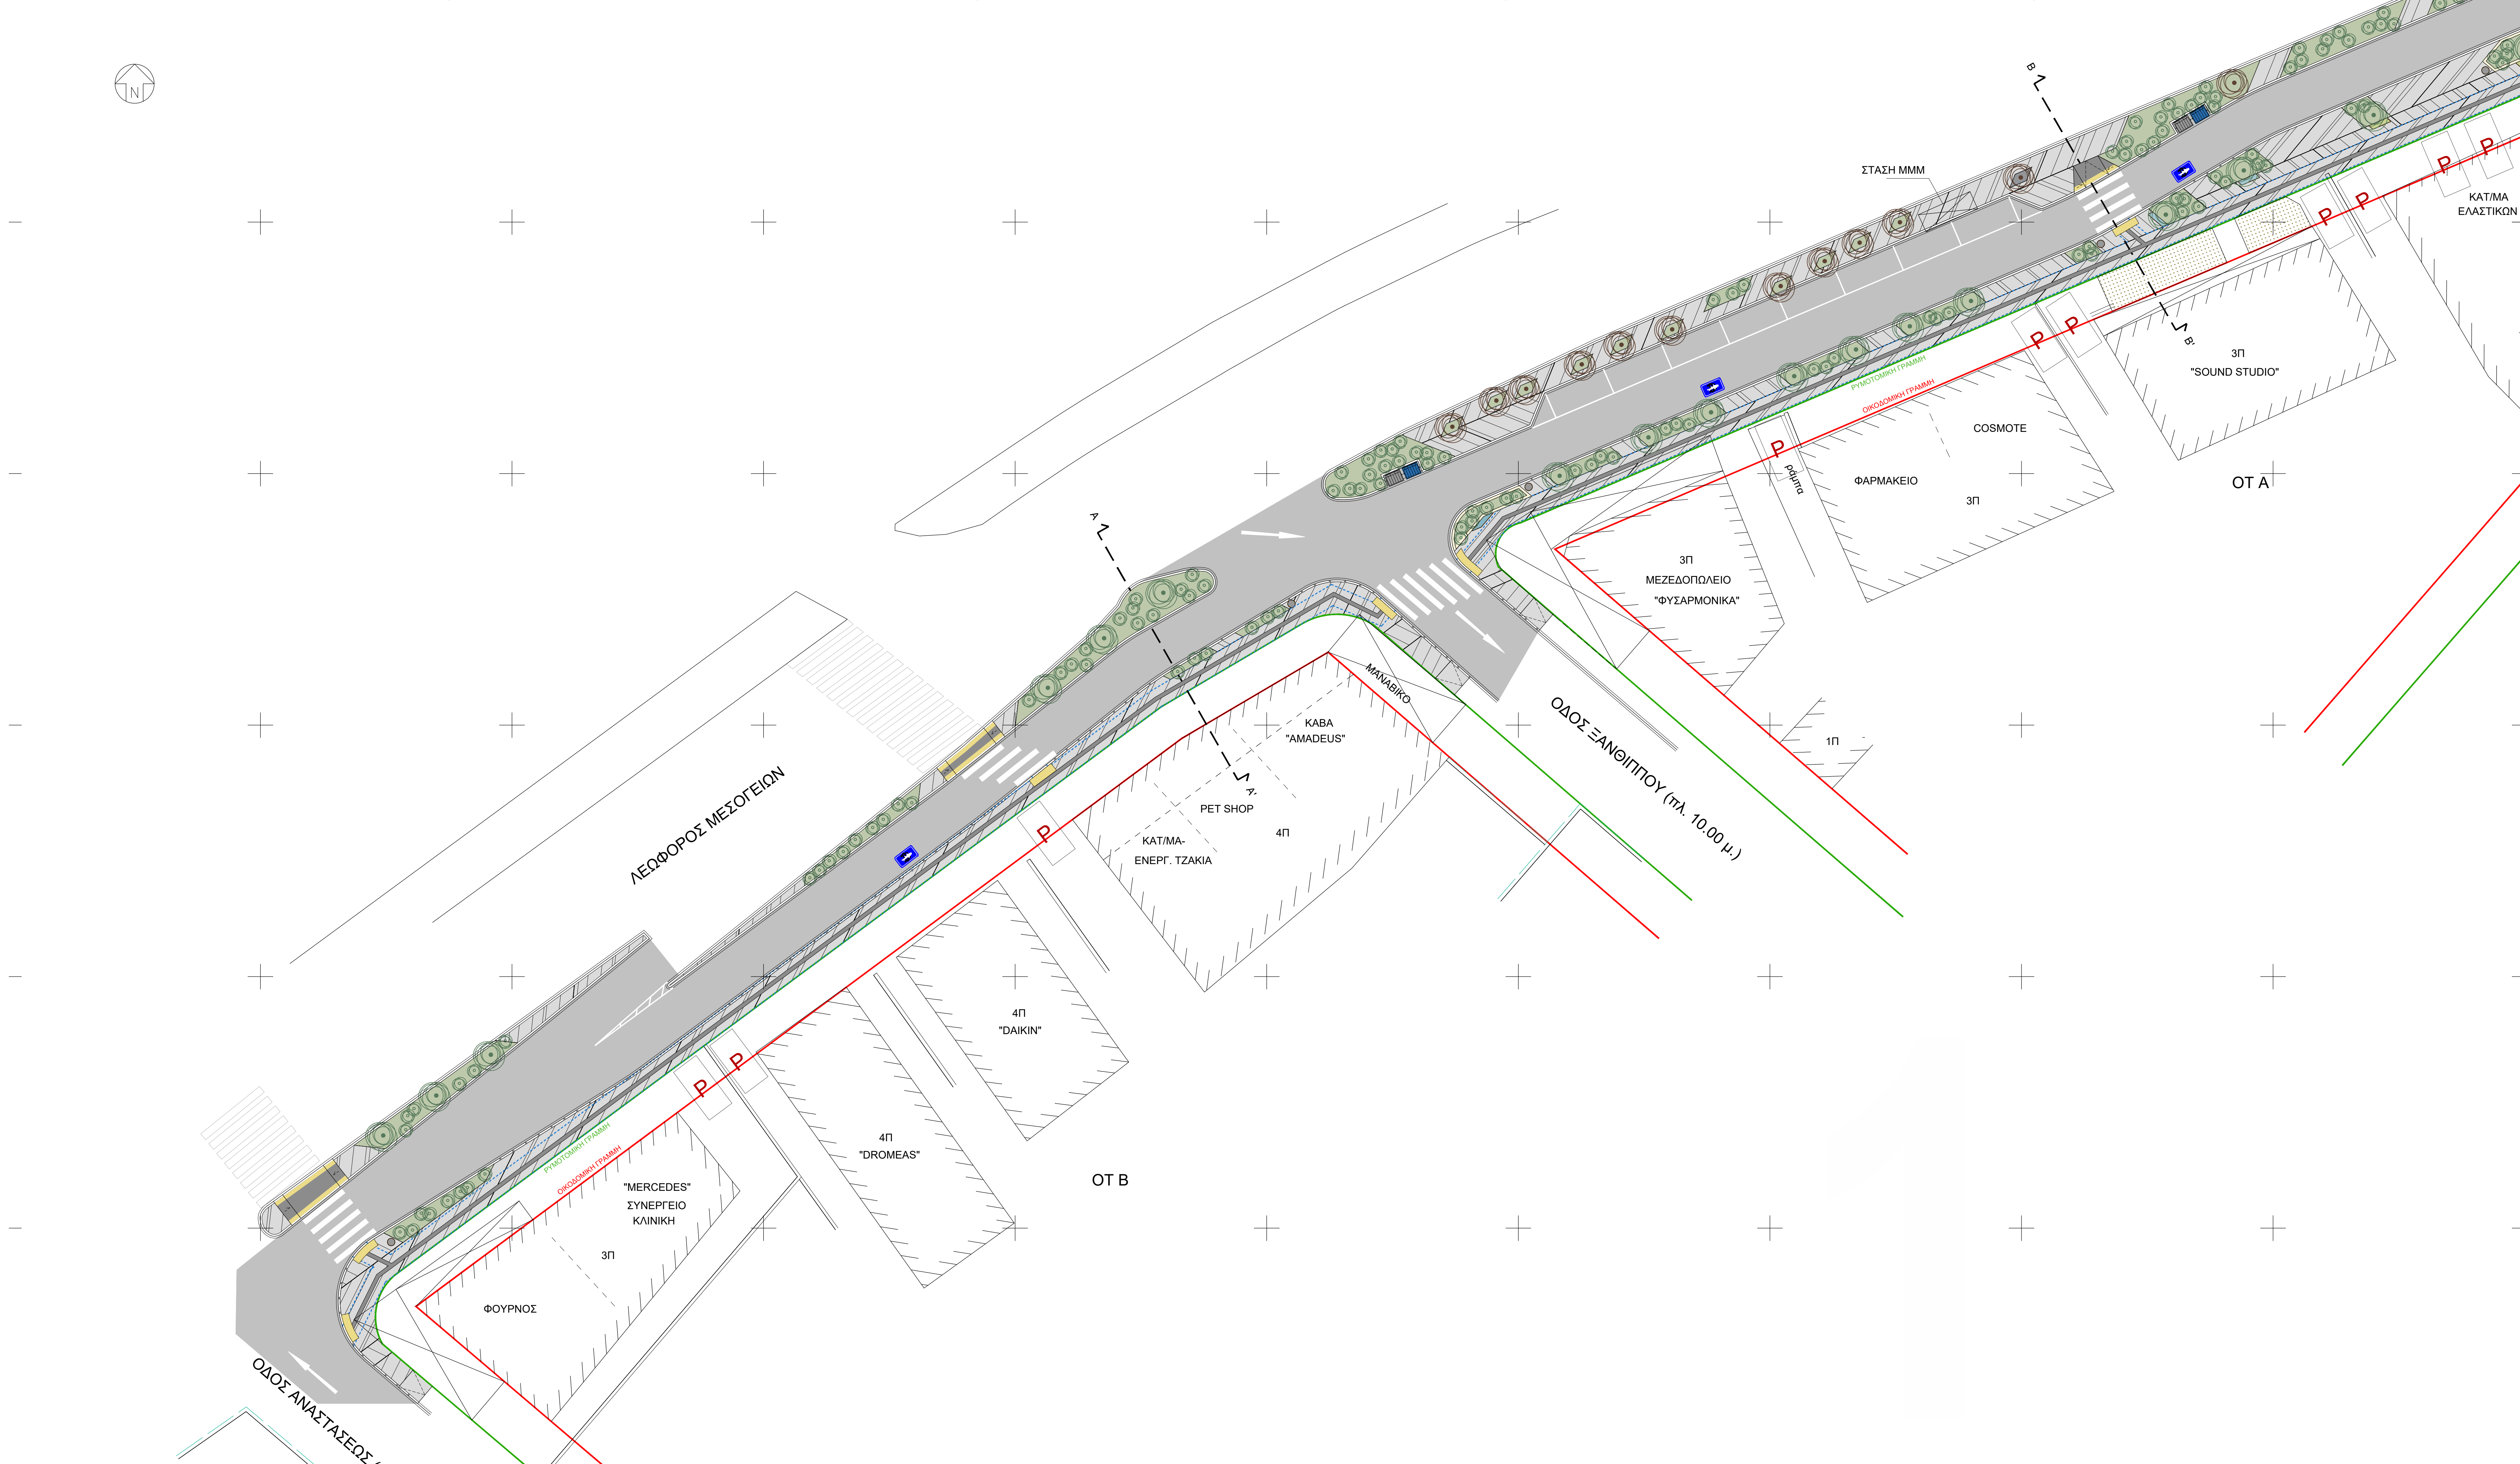 N
B
ΣΤΑΣΗ ΜΜΜ
P
P
ΚΑΤ/ΜΑ
ΕΛΑΣΤΙΚΩΝ
P
P
B'
3Π
"SOUND STUDIO"
P
P
ΡΥΜΟΤΟΜΙΚΗ ΓΡΑΜΜΗ
ΟΙΚΟΔΟΜΙΚΗ ΓΡΑΜΜΗ
COSMOTE
ΦΑΡΜΑΚΕΙΟ
3Π
ΟΤ Α
P
ράμπα
3Π
ΜΕΖΕΔΟΠΩΛΕΙΟ
"ΦΥΣΑΡΜΟΝΙΚΑ"
1Π
A
ΜΑΝΑΒΙΚΟ
ΚΑΒΑ
"AMADEUS"
A'
PET SHOP
4Π
ΚΑΤ/ΜΑ-
ΕΝΕΡΓ. ΤΖΑΚΙΑ
ΟΔΟΣ ΞΑΝΘΙΠΠΟΥ (πλ. 10.00 μ.)
ΛΕΩΦΟΡΟΣ ΜΕΣΟΓΕΙΩΝ
P
4Π
"DAIKIN"
P
P
4Π
"DROMEAS"
ΟΤ Β
ΡΥΜΟΤΟΜΙΚΗ ΓΡΑΜΜΗ
ΟΙΚΟΔΟΜΙΚΗ ΓΡΑΜΜΗ
"MERCEDES"
ΣΥΝΕΡΓΕΙΟ
ΚΛΙΝΙΚΗ
3Π
ΦΟΥΡΝΟΣ
ΟΔΟΣ ΑΝΑΣΤΑΣΕΩΣ